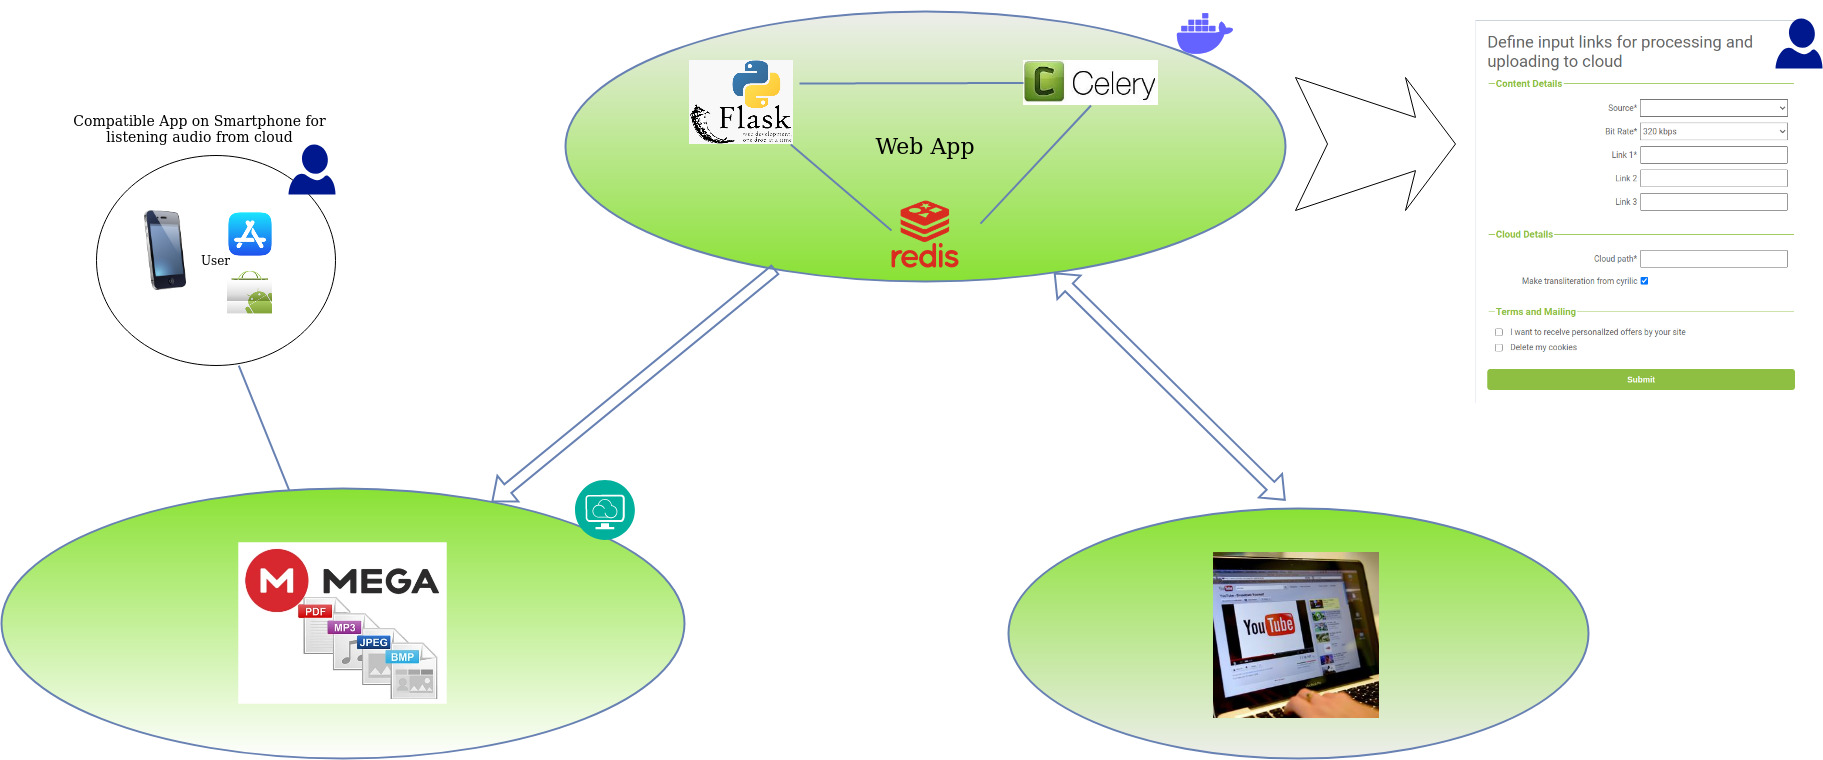 Compatible App on Smartphone for
listening audio from cloud
User
Flask
web development,
one drop at a time
Celery
Web App
redis
Define input links for processing and
uploading to cloud
Content Details
Source*
Bit Rate* 320 kbps
Link 1*
Link 2
Link 3
Cloud Details
Cloud path*
Make transliteration from cyrilic
Terms and Mailing
I want to receive personalized offers by your site
Delete my cookies
Submit
M MEGA
PDF
MP3
JPEG
BMP
YouTube